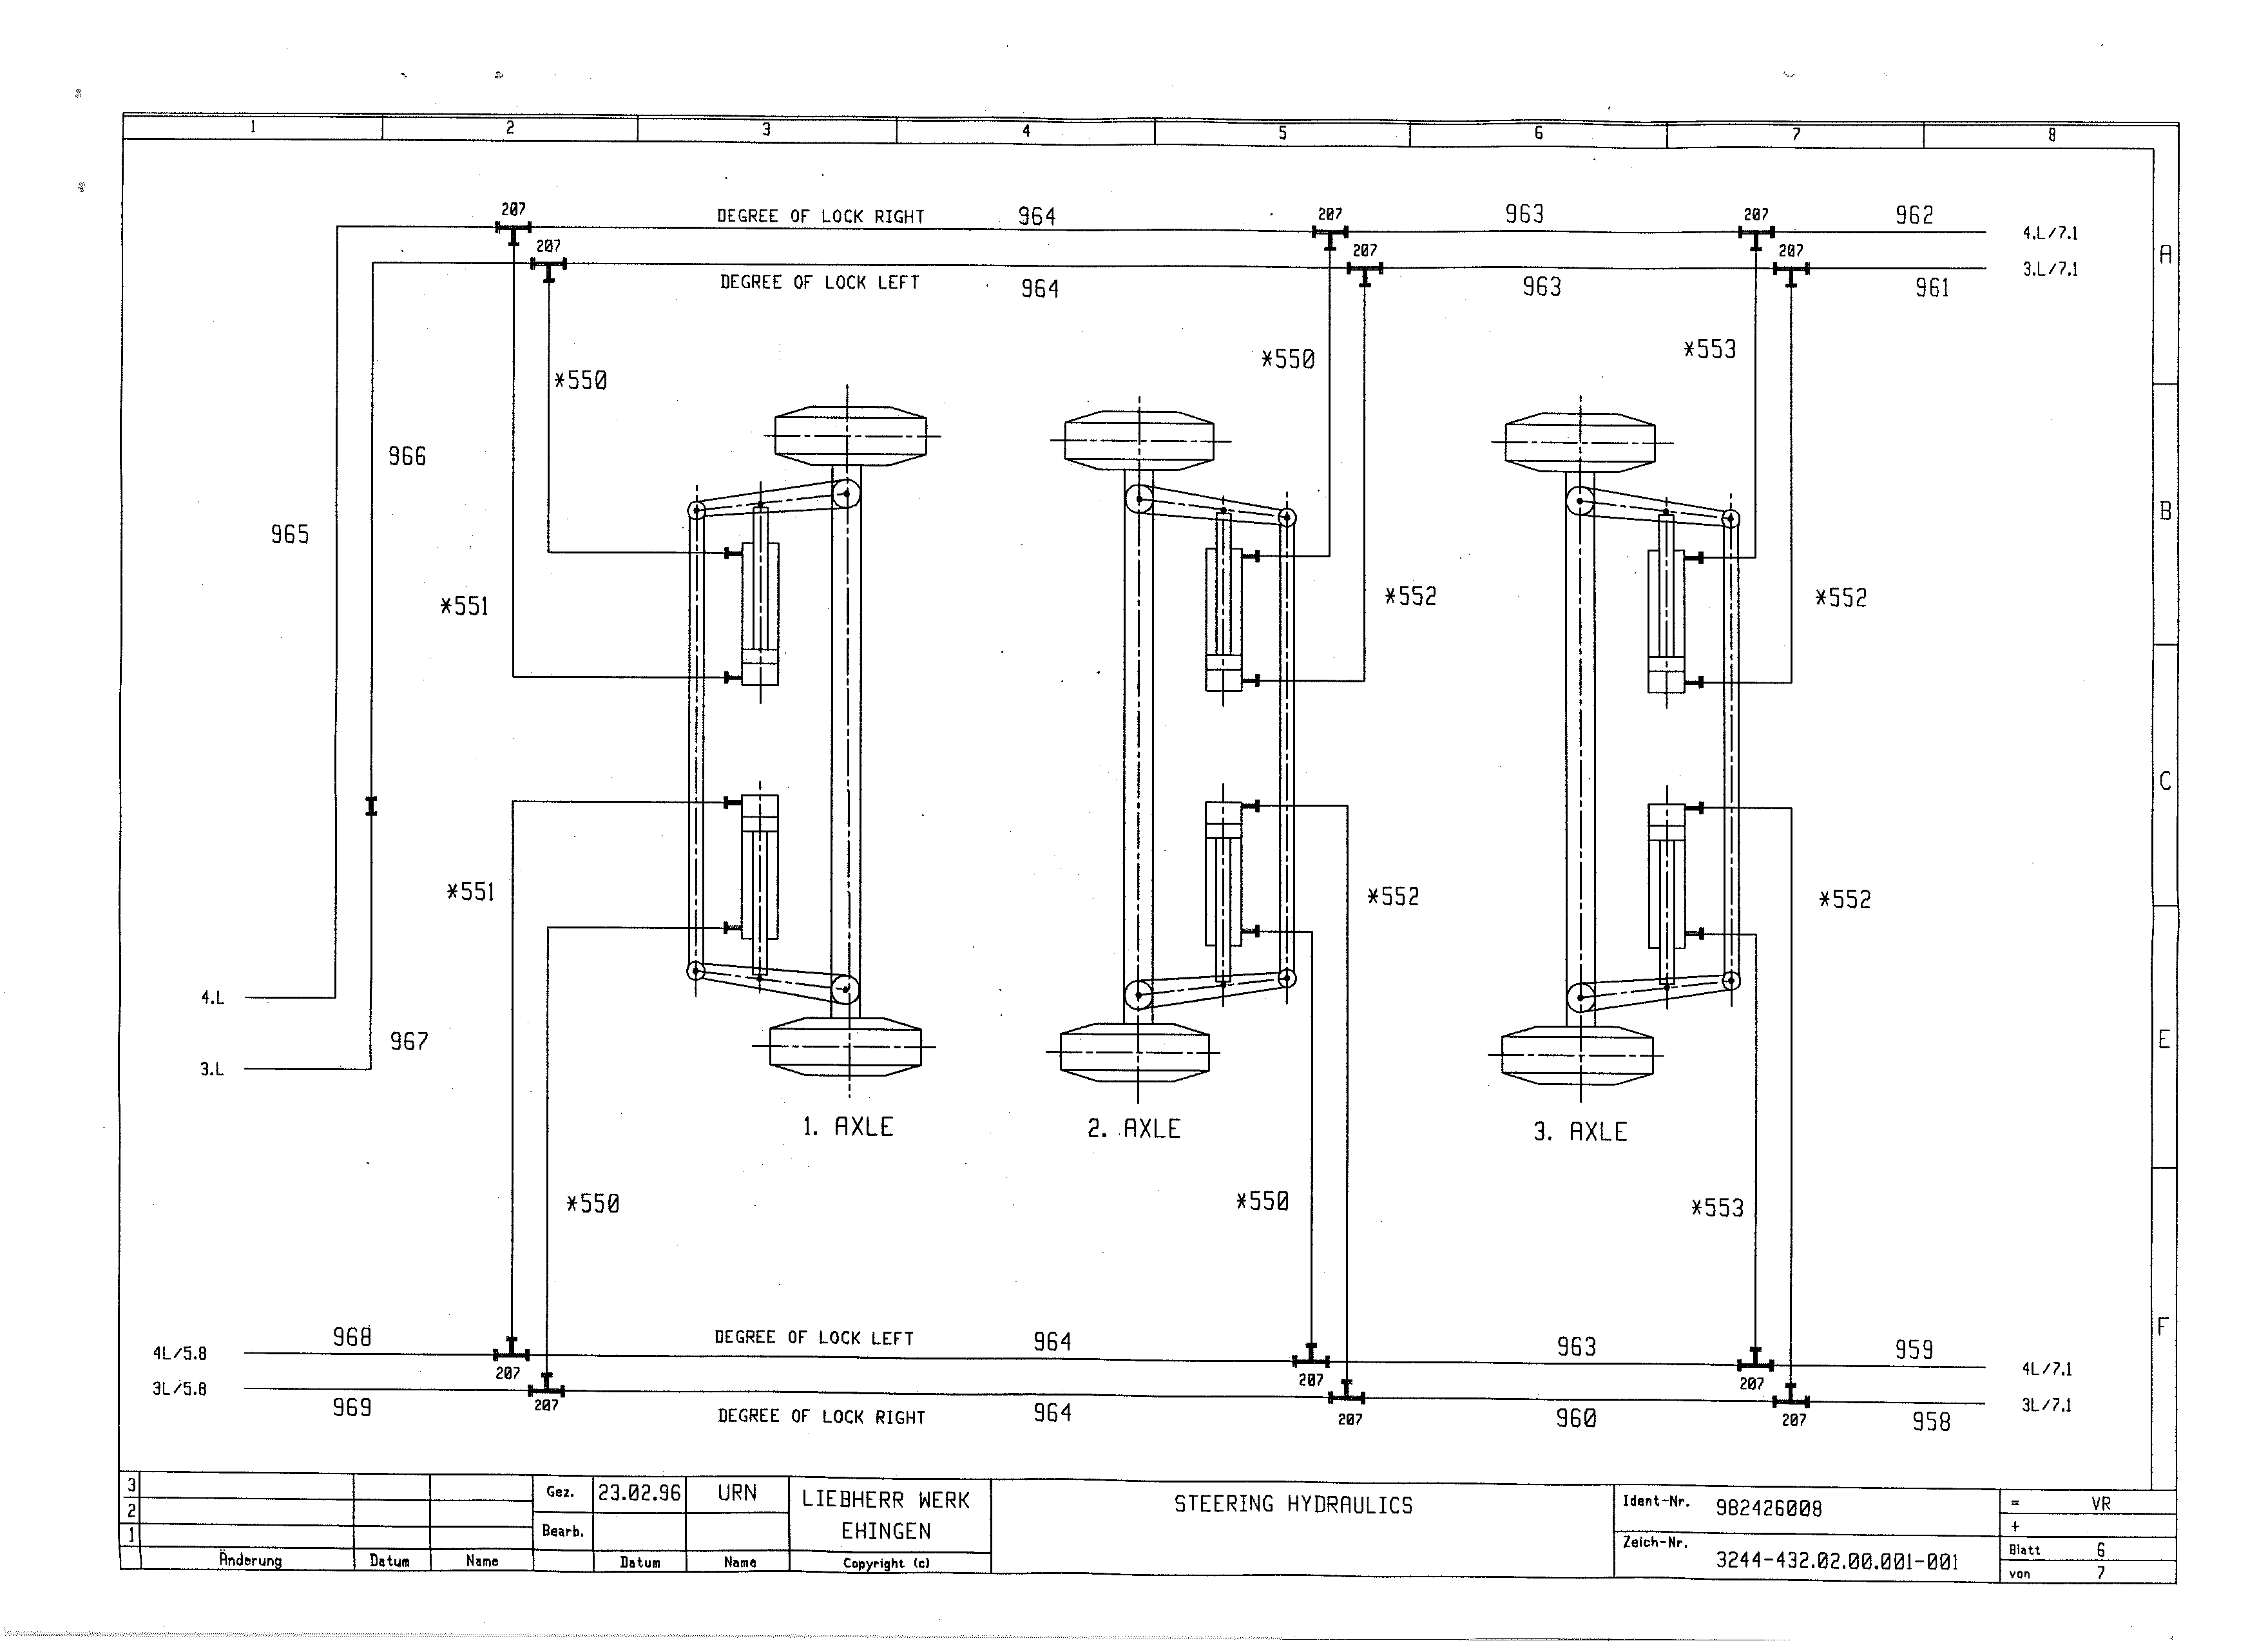 1 2 3 4 5 6 7 8
207 DEGREE OF LOCK RIGHT 964 207 963 207 962 4.L/7.1
207 DEGREE OF LOCK LEFT 964 207 963 207 961 3.L/7.1
A
*550 *550 *553
966
965
B
*551 *552 *552
C
*551 *552 *552
4.L
967
3.L
E
1. AXLE 2. AXLE 3. AXLE
*550 *550 *553
F
4L/5.8 968 207 DEGREE OF LOCK LEFT 964 207 963 207 959 4L/7.1
3L/5.8 969 207 DEGREE OF LOCK RIGHT 964 207 960 207 958 3L/7.1
3
2
1
Änderung Datum Name
Gez. 23.02.96 URN
Bearb.
Datum Name
LIEBHERR WERK
EHINGEN
Copyright (c)
STEERING HYDRAULICS
Ident-Nr. 982426008
Zeich-Nr. 3244-432.02.00.001-001
= VR
+
Blatt 6
von 7